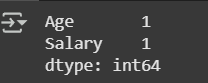 Age 1
Salary 1
dtype: int64